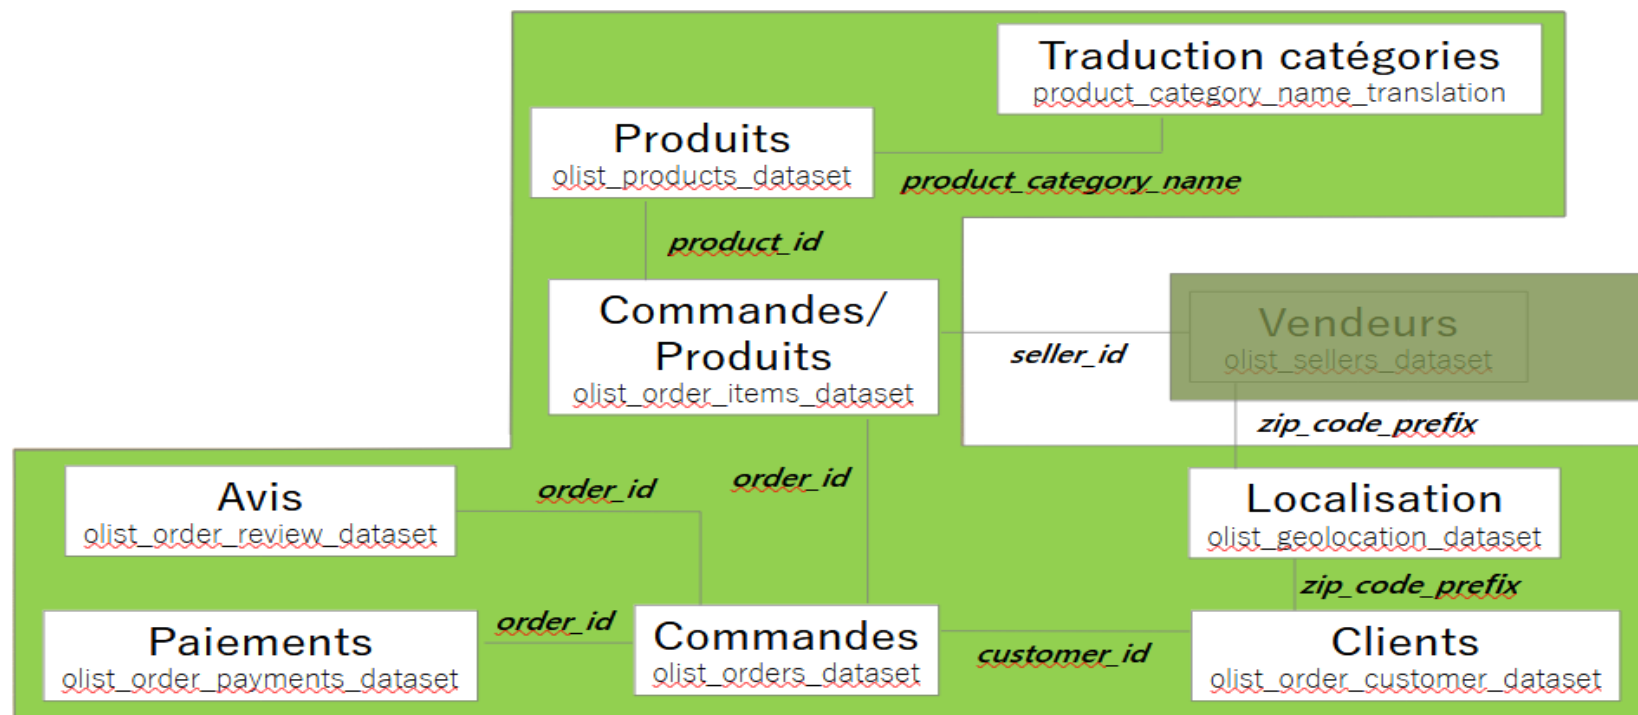 Traduction catégories
product_category_name_translation
Produits
olist_products_dataset
product_category_name
product_id
Commandes/
Produits
olist_order_items_dataset
seller_id
Vendeurs
olist_sellers_dataset
zip_code_prefix
Avis
olist_order_review_dataset
order_id
order_id
Localisation
olist_geolocation_dataset
zip_code_prefix
Paiements
olist_order_payments_dataset
order_id
Commandes
olist_orders_dataset
customer_id
Clients
olist_order_customer_dataset